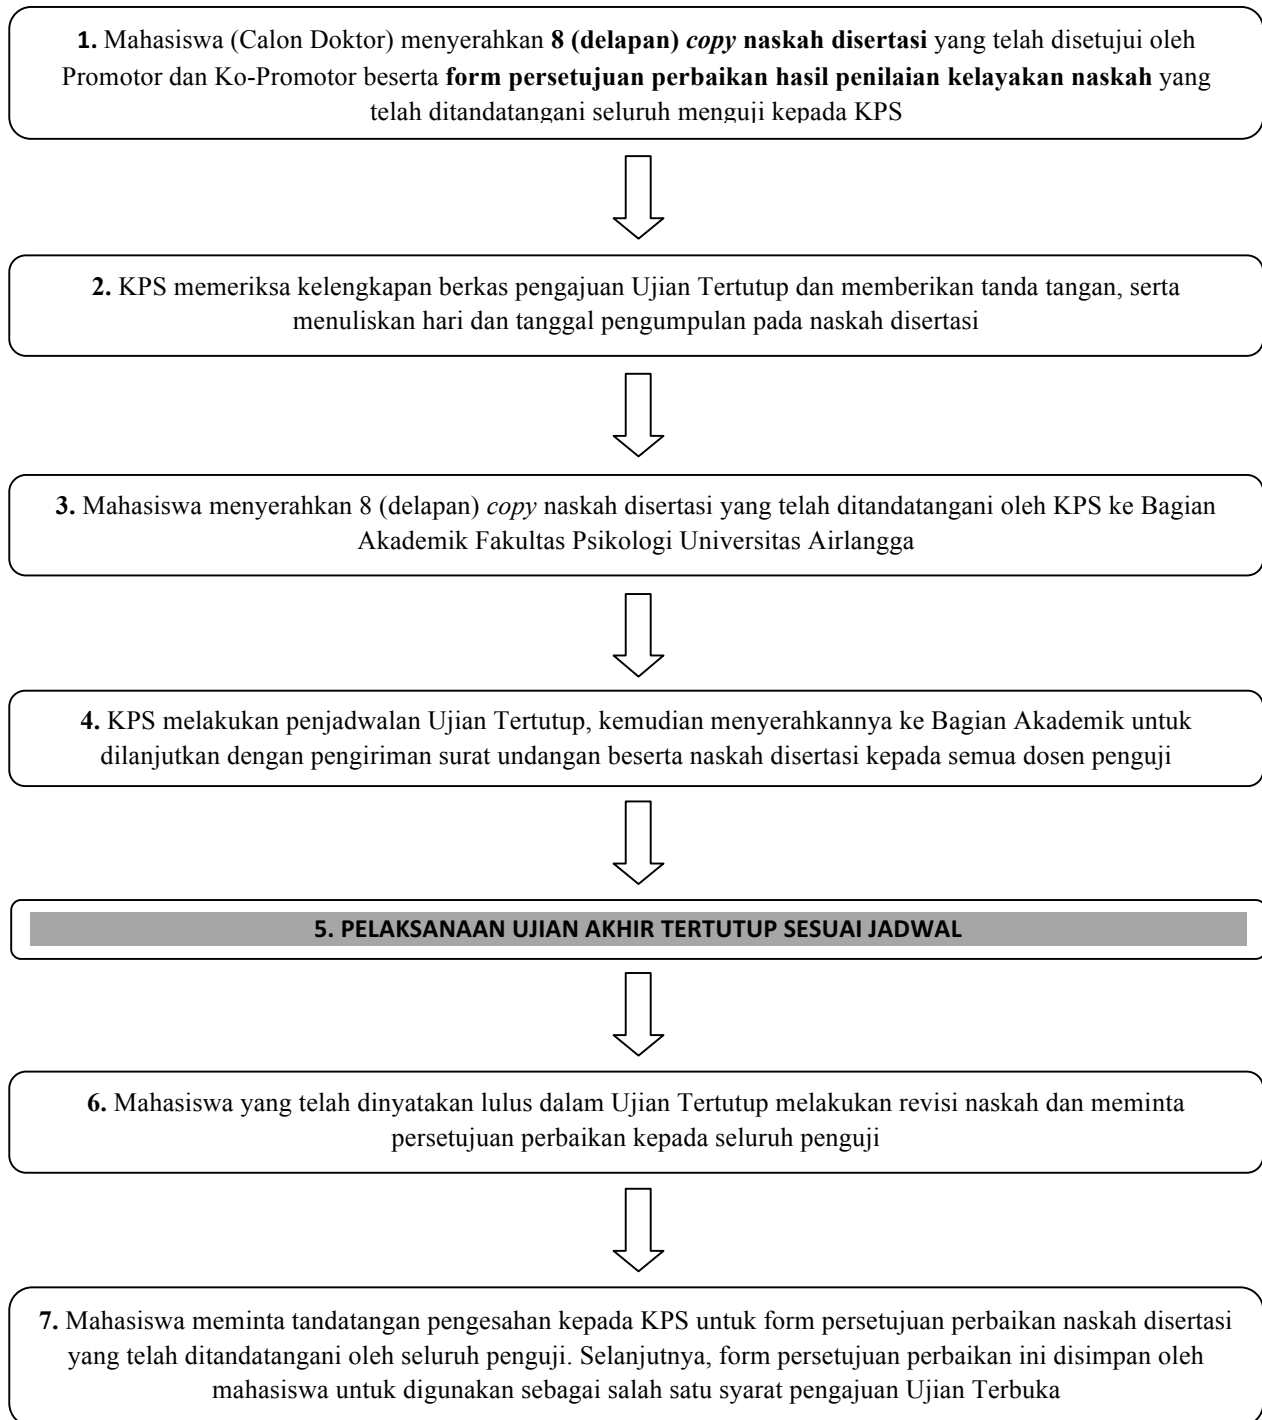 1. Mahasiswa (Calon Doktor) menyerahkan 8 (delapan) copy naskah disertasi yang telah disetujui oleh
Promotor dan Ko-Promotor beserta form persetujuan perbaikan hasil penilaian kelayakan naskah yang
telah ditandatangani seluruh menguji kepada KPS
2. KPS memeriksa kelengkapan berkas pengajuan Ujian Tertutup dan memberikan tanda tangan, serta
menuliskan hari dan tanggal pengumpulan pada naskah disertasi
3. Mahasiswa menyerahkan 8 (delapan) copy naskah disertasi yang telah ditandatangani oleh KPS ke Bagian
Akademik Fakultas Psikologi Universitas Airlangga
4. KPS melakukan penjadwalan Ujian Tertutup, kemudian menyerahkannya ke Bagian Akademik untuk
dilanjutkan dengan pengiriman surat undangan beserta naskah disertasi kepada semua dosen penguji
5. PELAKSANAAN UJIAN AKHIR TERTUTUP SESUAI JADWAL
6. Mahasiswa yang telah dinyatakan lulus dalam Ujian Tertutup melakukan revisi naskah dan meminta
persetujuan perbaikan kepada seluruh penguji
7. Mahasiswa meminta tandatangan pengesahan kepada KPS untuk form persetujuan perbaikan naskah disertasi
yang telah ditandatangani oleh seluruh penguji. Selanjutnya, form persetujuan perbaikan ini disimpan oleh
mahasiswa untuk digunakan sebagai salah satu syarat pengajuan Ujian Terbuka